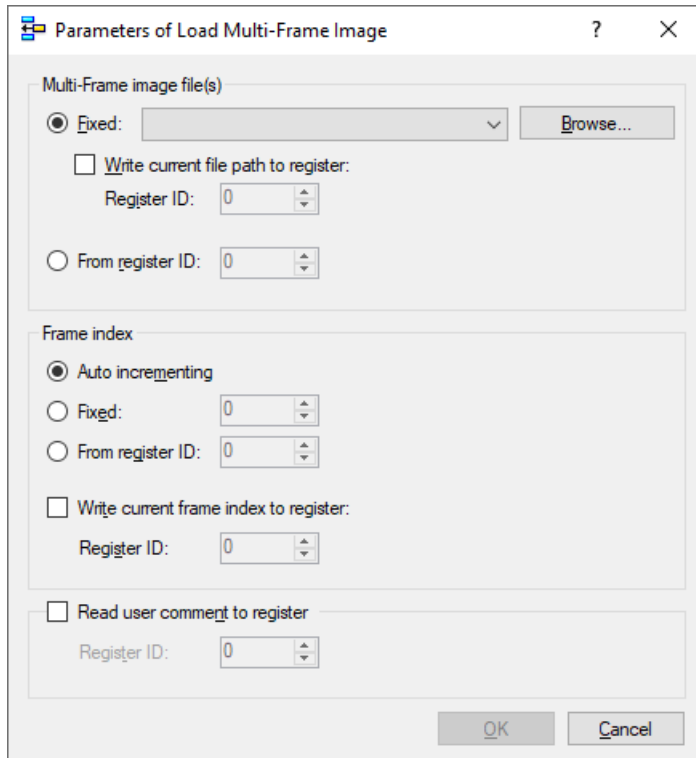 Parameters of Load Multi-Frame Image ?
Multi-Frame image file(s)
Fixed: Browse...
Write current file path to register:
Register ID: 0
From register ID: 0
Frame index
Auto incrementing
Fixed: 0
From register ID: 0
Write current frame index to register:
Register ID: 0
Read user comment to register
Register ID: 0
OK Cancel